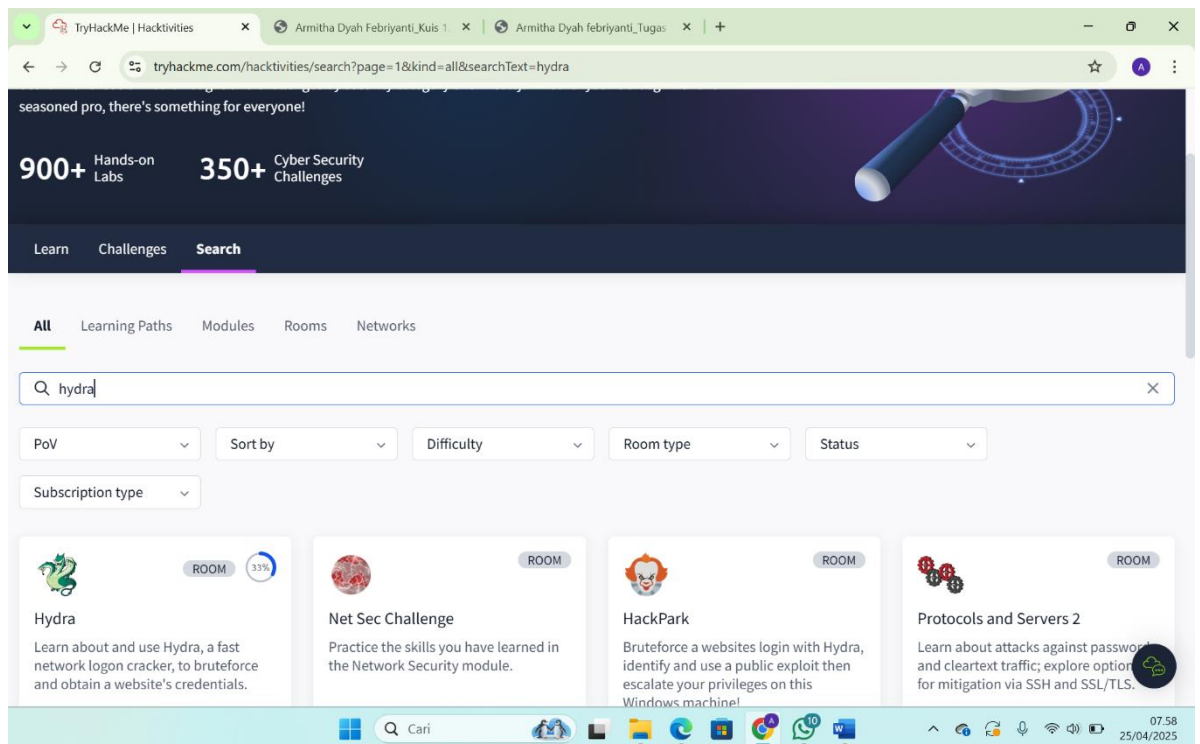 TryHackMe | Hacktivities
Armitha Dyah Febriyanti_Kuis 1.
Armitha Dyah febriyanti_Tugas
tryhackme.com/hacktivities/search?page=1&kind=all&searchText=hydra
A
seasoned pro, there's something for everyone!
900+ Hands-on Labs
350+ Cyber Security Challenges
Learn Challenges Search
All Learning Paths Modules Rooms Networks
hydra
PoV Sort by Difficulty Room type Status
Subscription type
ROOM 33%
Hydra
Learn about and use Hydra, a fast
network logon cracker, to bruteforce
and obtain a website's credentials.
ROOM
Net Sec Challenge
Practice the skills you have learned in
the Network Security module.
ROOM
HackPark
Bruteforce a websites login with Hydra,
identify and use a public exploit then
escalate your privileges on this
Windows machine!
ROOM
Protocols and Servers 2
Learn about attacks against
and cleartext traffic; explore
for mitigation via SSH and SSL/TLS.
Cari
A
10
W
07.58
25/04/2025